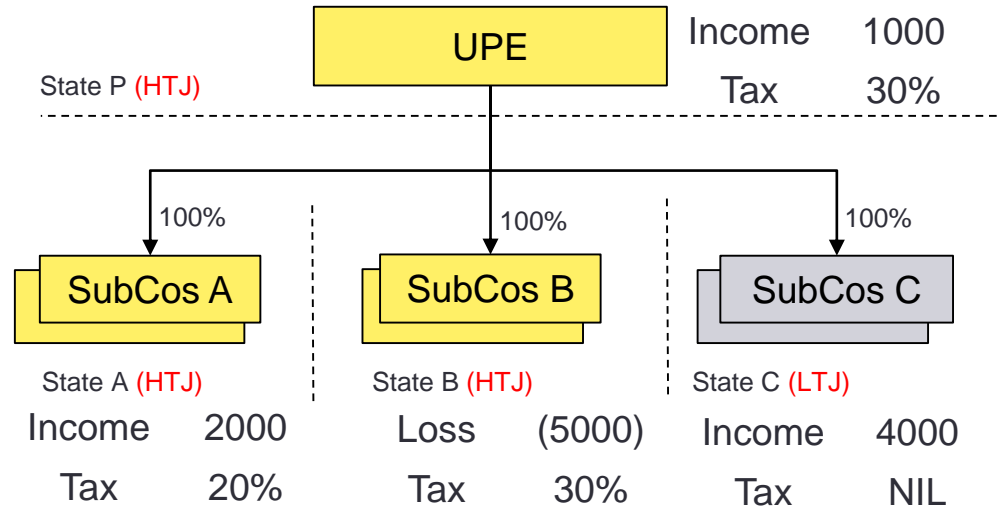 UPE
Income 1000
Tax 30%
State P (HTJ)
100% 100% 100%
SubCos A SubCos B SubCos C
State A (HTJ) State B (HTJ) State C (LTJ)
Income 2000 Loss (5000) Income 4000
Tax 20% Tax 30% Tax NIL